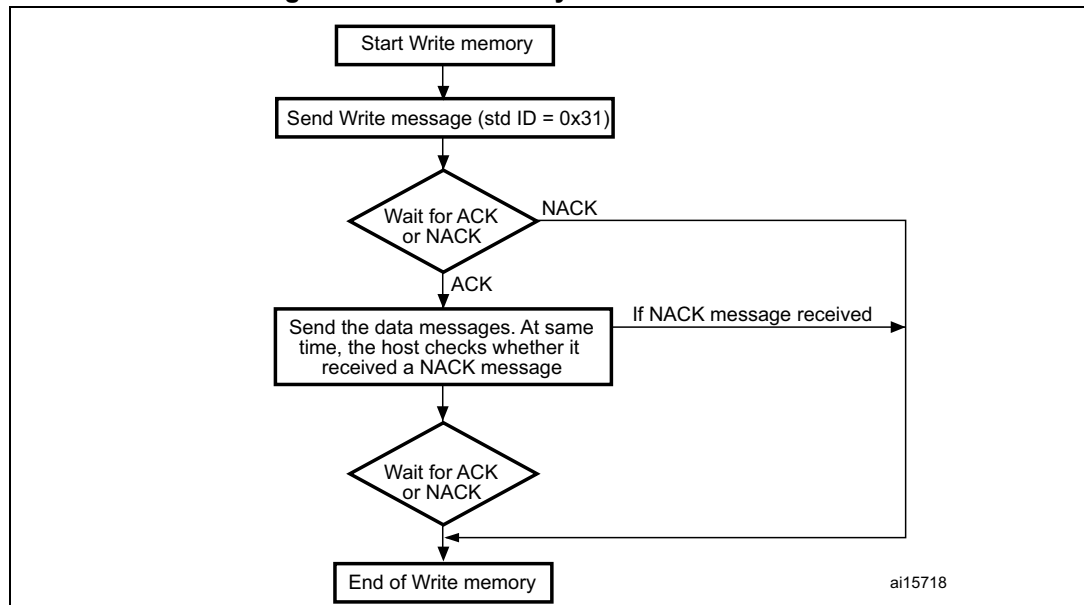 Start Write memory
Send Write message (std ID = 0x31)
Wait for ACK
or NACK
NACK
ACK
Send the data messages. At same
time, the host checks whether it
received a NACK message
If NACK message received
Wait for ACK
or NACK
End of Write memory
ai15718